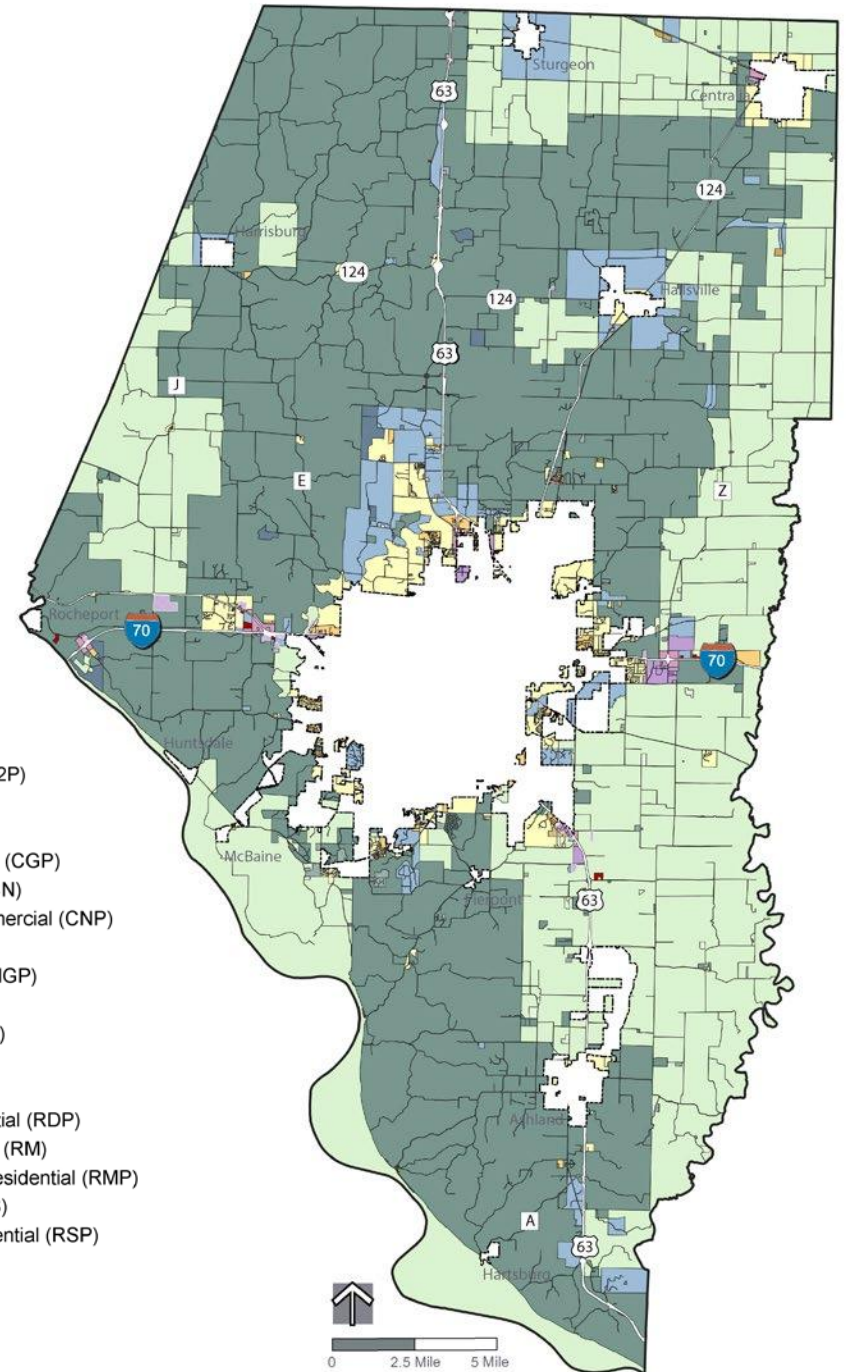 Sturgeon
63
Centralia
124
Harrisburg
124
124
Hallsville
63
J
E
Z
Rocheport
70
70
Huntsdale
2P)
(CGP)
N)
mercial (CNP)
McBaine
63
Pierpont
IGP)
)
tial (RDP)
(RM)
esidential (RMP)
)
ential (RSP)
Ashland
A
63
Hartsburg
0 2.5 Mile 5 Mile